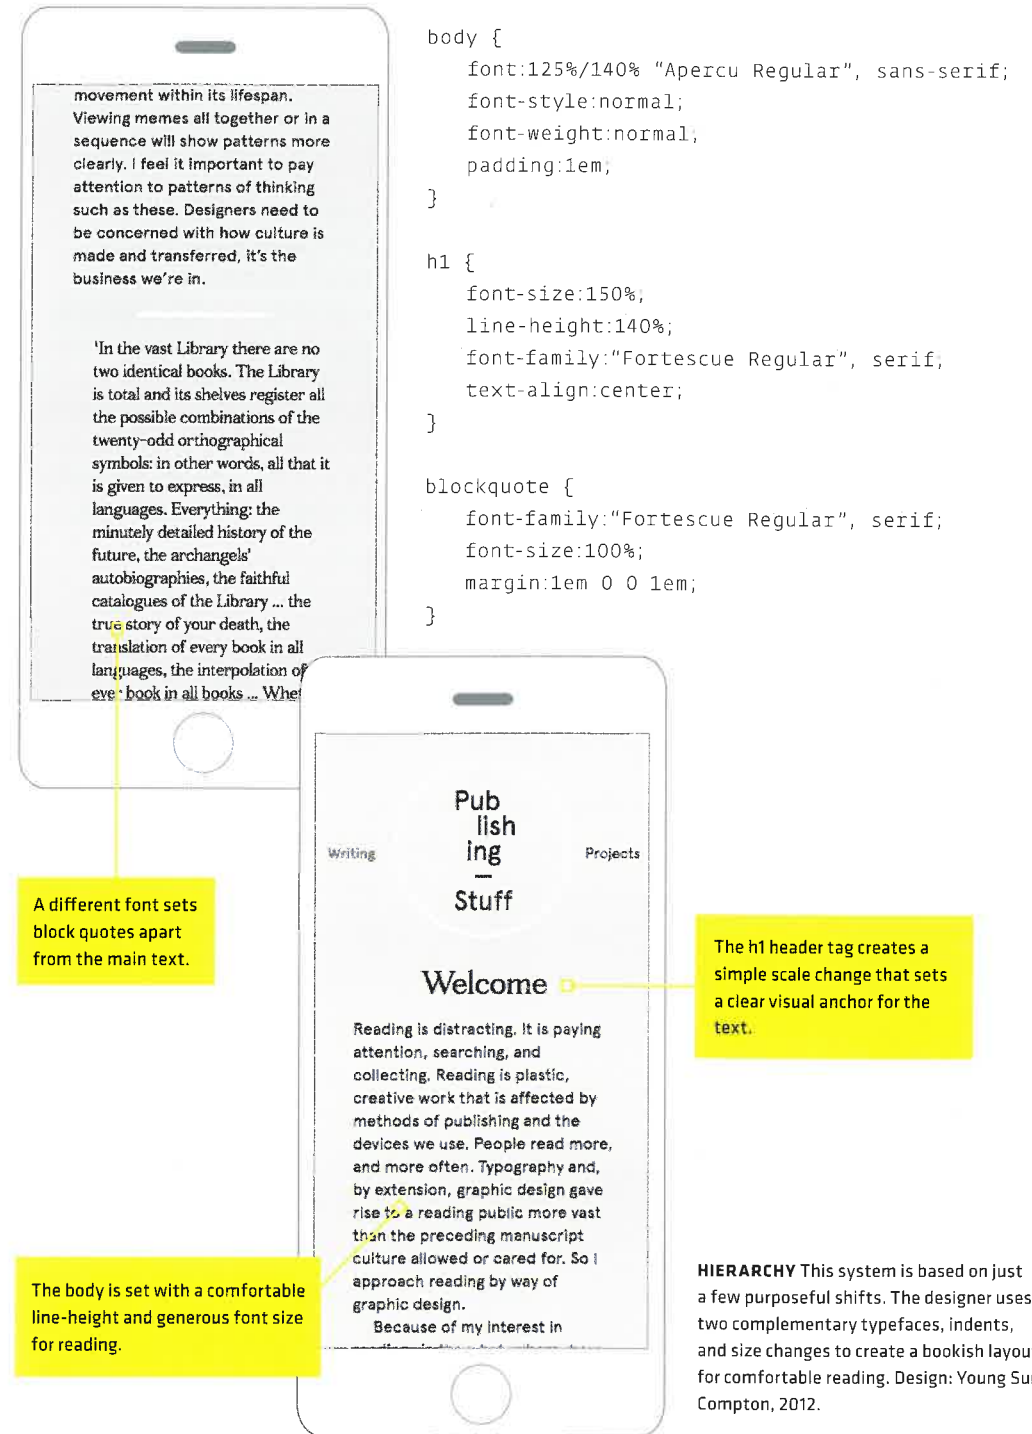 movement within its lifespan.
Viewing memes all together or in a
sequence will show patterns more
clearly. I feel it important to pay
attention to patterns of thinking
such as these. Designers need to
be concerned with how culture is
made and transferred, it's the
business we're in.
'In the vast Library there are no
two identical books. The Library
is total and its shelves register all
the possible combinations of the
twenty-odd orthographical
symbols: in other words, all that it
is given to express, in all
languages. Everything: the
minutely detailed history of the
future, the archangels'
autobiographies, the faithful
catalogues of the Library ... the
true story of your death, the
translation of every book in all
languages, the interpolation of
ever book in all books ... Whet
body {
font:125%/140% “Apercu Regular”, sans-serif;
font-style:normal;
font-weight:normal;
padding:1em;
}
h1 {
font-size:150%;
line-height:140%;
font-family:“Fortescue Regular”, serif;
text-align:center;
}
blockquote {
font-family:“Fortescue Regular”, serif;
font-size:100%;
margin:1em 0 0 1em;
}
A different font sets
block quotes apart
from the main text.
Writing
Pub
lish
ing
—
Stuff
Projects
Welcome
Reading is distracting. It is paying
attention, searching, and
collecting. Reading is plastic,
creative work that is affected by
methods of publishing and the
devices we use. People read more,
and more often. Typography and,
by extension, graphic design gave
rise to a reading public more vast
than the preceding manuscript
culture allowed or cared for. So I
approach reading by way of
graphic design.
Because of my interest in
The h1 header tag creates a
simple scale change that sets
a clear visual anchor for the
text.
The body is set with a comfortable
line-height and generous font size
for reading.
HIERARCHY This system is based on just
a few purposeful shifts. The designer uses
two complementary typefaces, indents,
and size changes to create a bookish layou
for comfortable reading. Design: Young Su
Compton, 2012.